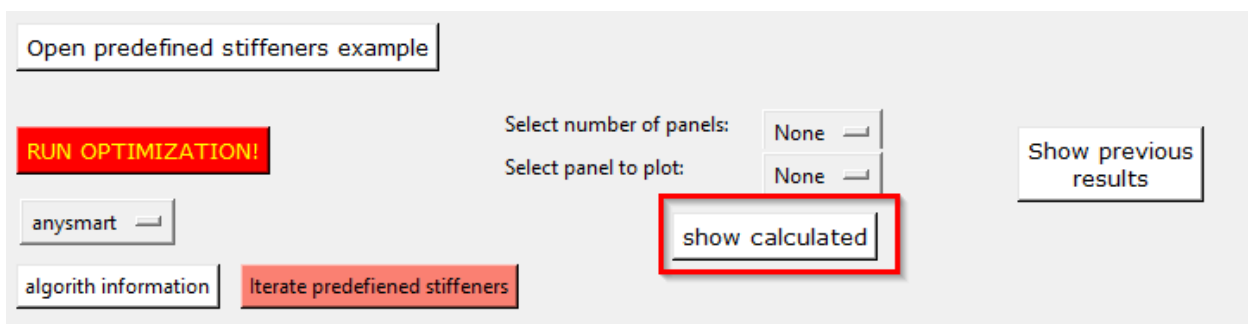 Open predefined stiffeners example
Select number of panels:
None
RUN OPTIMIZATION!
Select panel to plot:
None
Show previous
results
anysmart
show calculated
algorith information
Iterate predefiened stiffeners